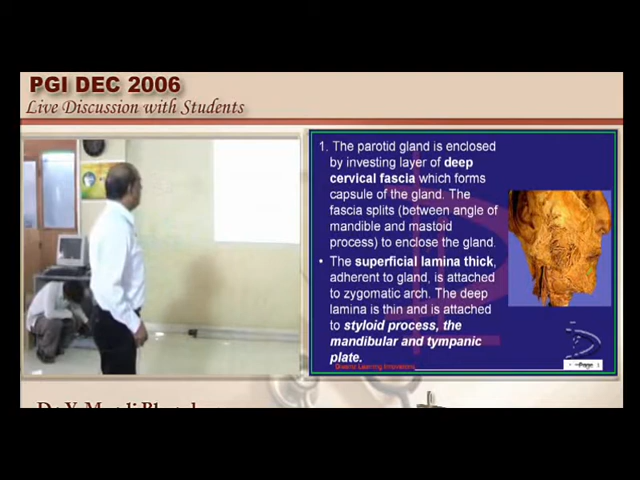 PGI DEC 2006
Live Discussion with Students
1. The parotid gland is enclosed
by investing layer of deep
cervical fascia which forms
capsule of the gland. The
fascia splits (between angle of
mandible and mastoid
process) to enclose the gland.
• The superficial lamina thick,
adherent to gland, is attached
to zygomatic arch. The deep
lamina is thin and is attached
to styloid process, the
mandibular and tympanic
plate.
Learning Innovations
Page